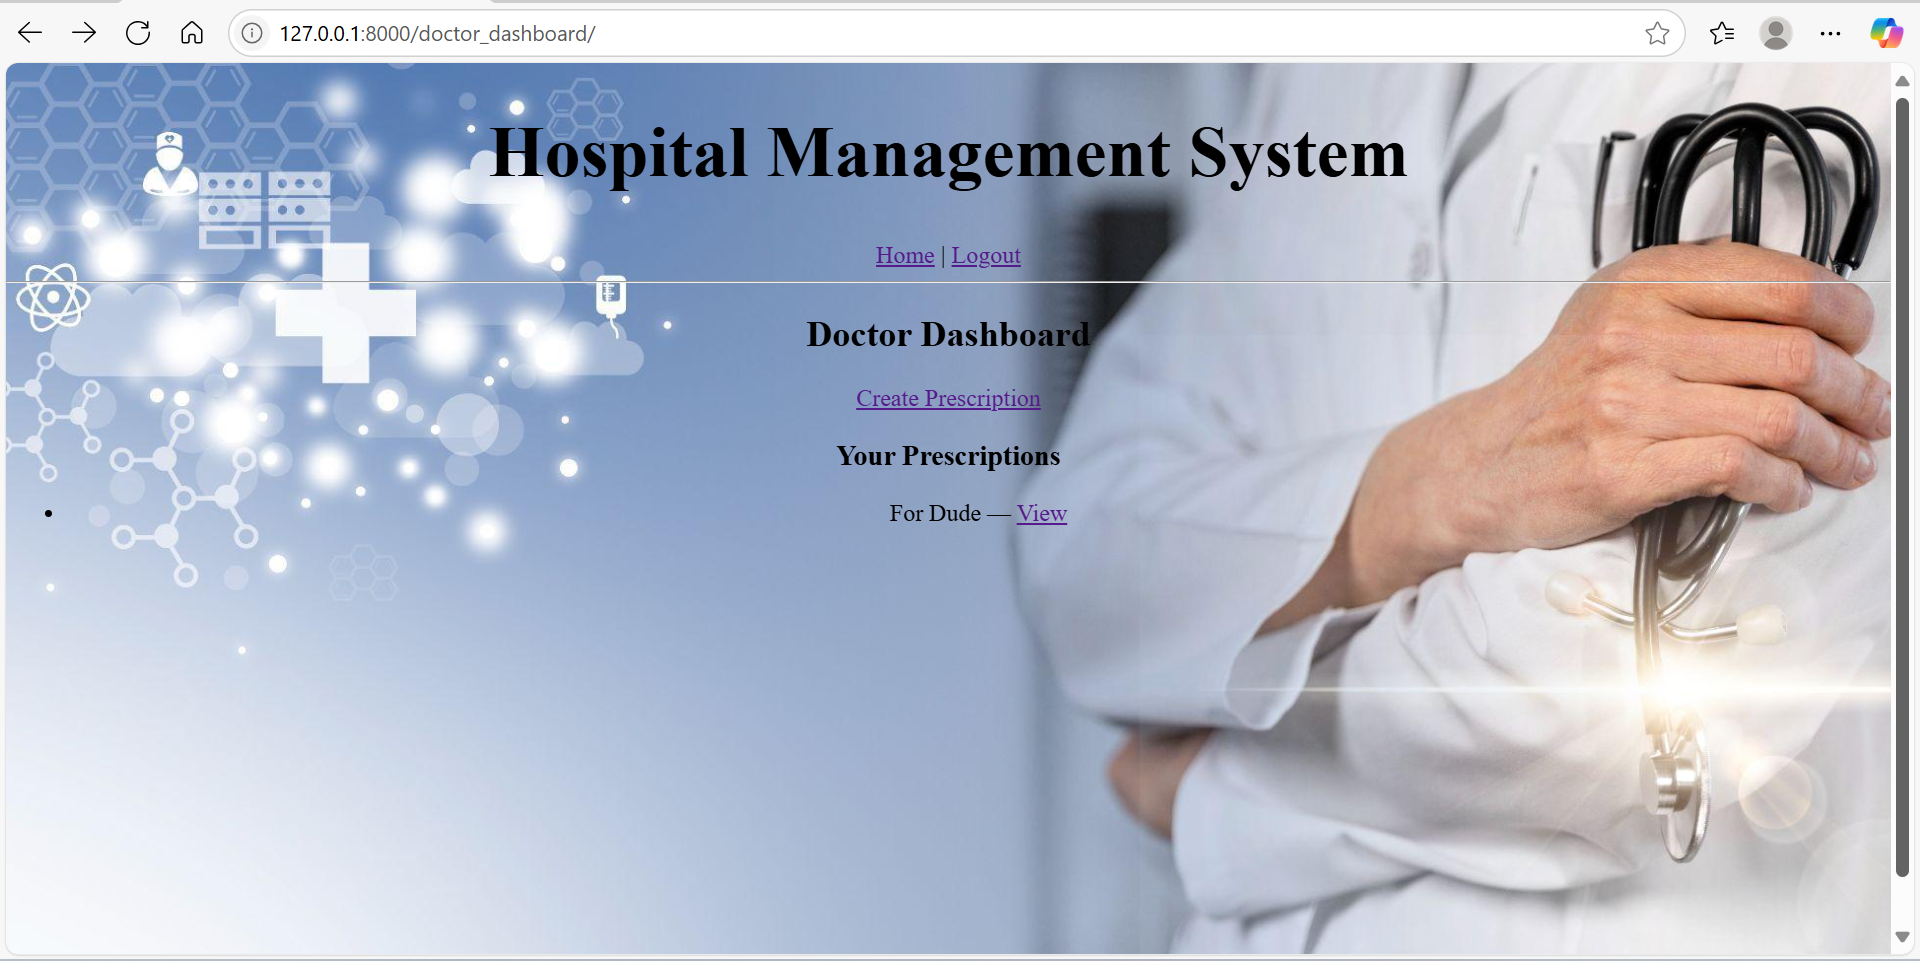 127.0.0.1:8000/doctor_dashboard/
Hospital Management System
Home | Logout
Doctor Dashboard
Create Prescription
Your Prescriptions
• For Dude — View